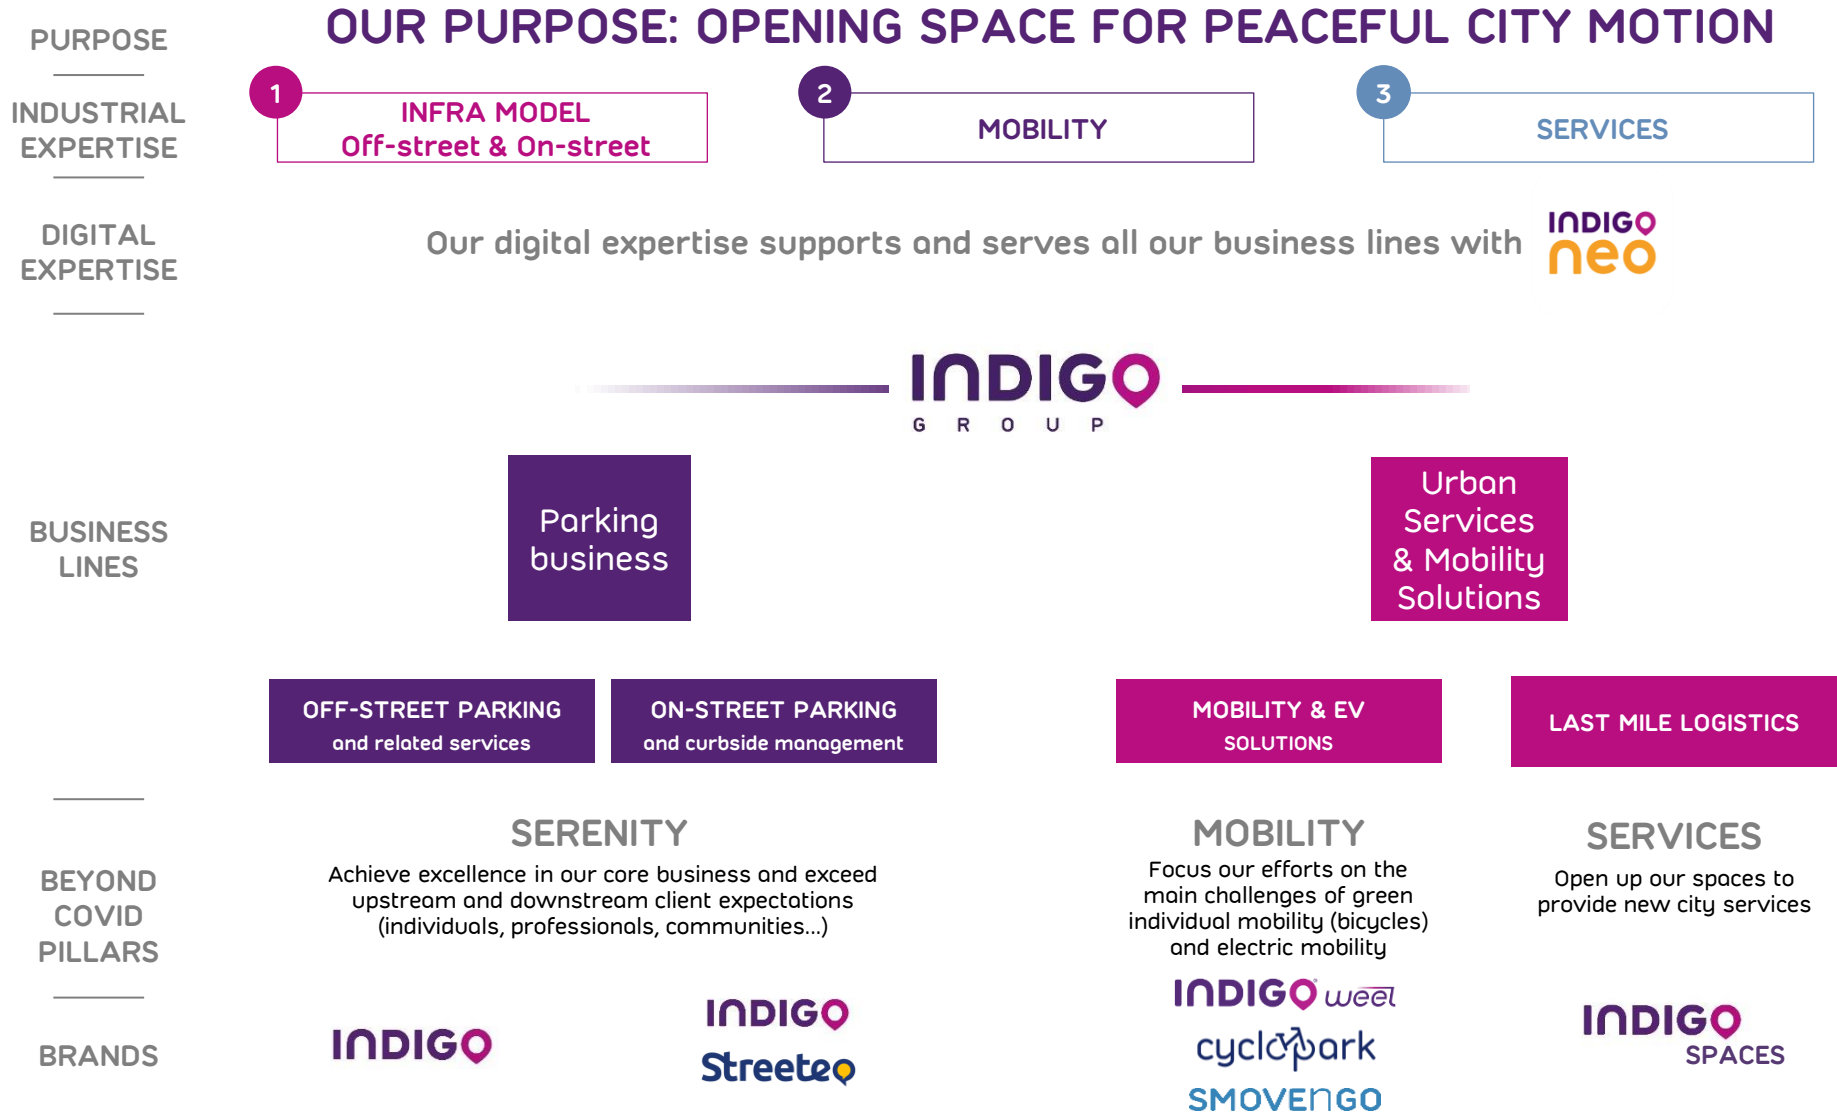 PURPOSE
OUR PURPOSE: OPENING SPACE FOR PEACEFUL CITY MOTION
INDUSTRIAL
EXPERTISE
1
INFRA MODEL
Off-street & On-street
2
MOBILITY
3
SERVICES
DIGITAL
EXPERTISE
Our digital expertise supports and serves all our business lines with
INDIGO
neo
INDIGO
GROUP
BUSINESS
LINES
Parking
business
Urban
Services
& Mobility
Solutions
OFF-STREET PARKING
and related services
ON-STREET PARKING
and curbside management
MOBILITY & EV
SOLUTIONS
LAST MILE LOGISTICS
BEYOND
COVID
PILLARS
SERENITY
Achieve excellence in our core business and exceed
upstream and downstream client expectations
(individuals, professionals, communities...)
MOBILITY
Focus our efforts on the
main challenges of green
individual mobility (bicycles)
and electric mobility
SERVICES
Open up our spaces to
provide new city services
BRANDS
INDIGO
INDIGO
Streeteo
INDIGO weel
cyclopark
SMOVENGO
INDIGO
SPACES